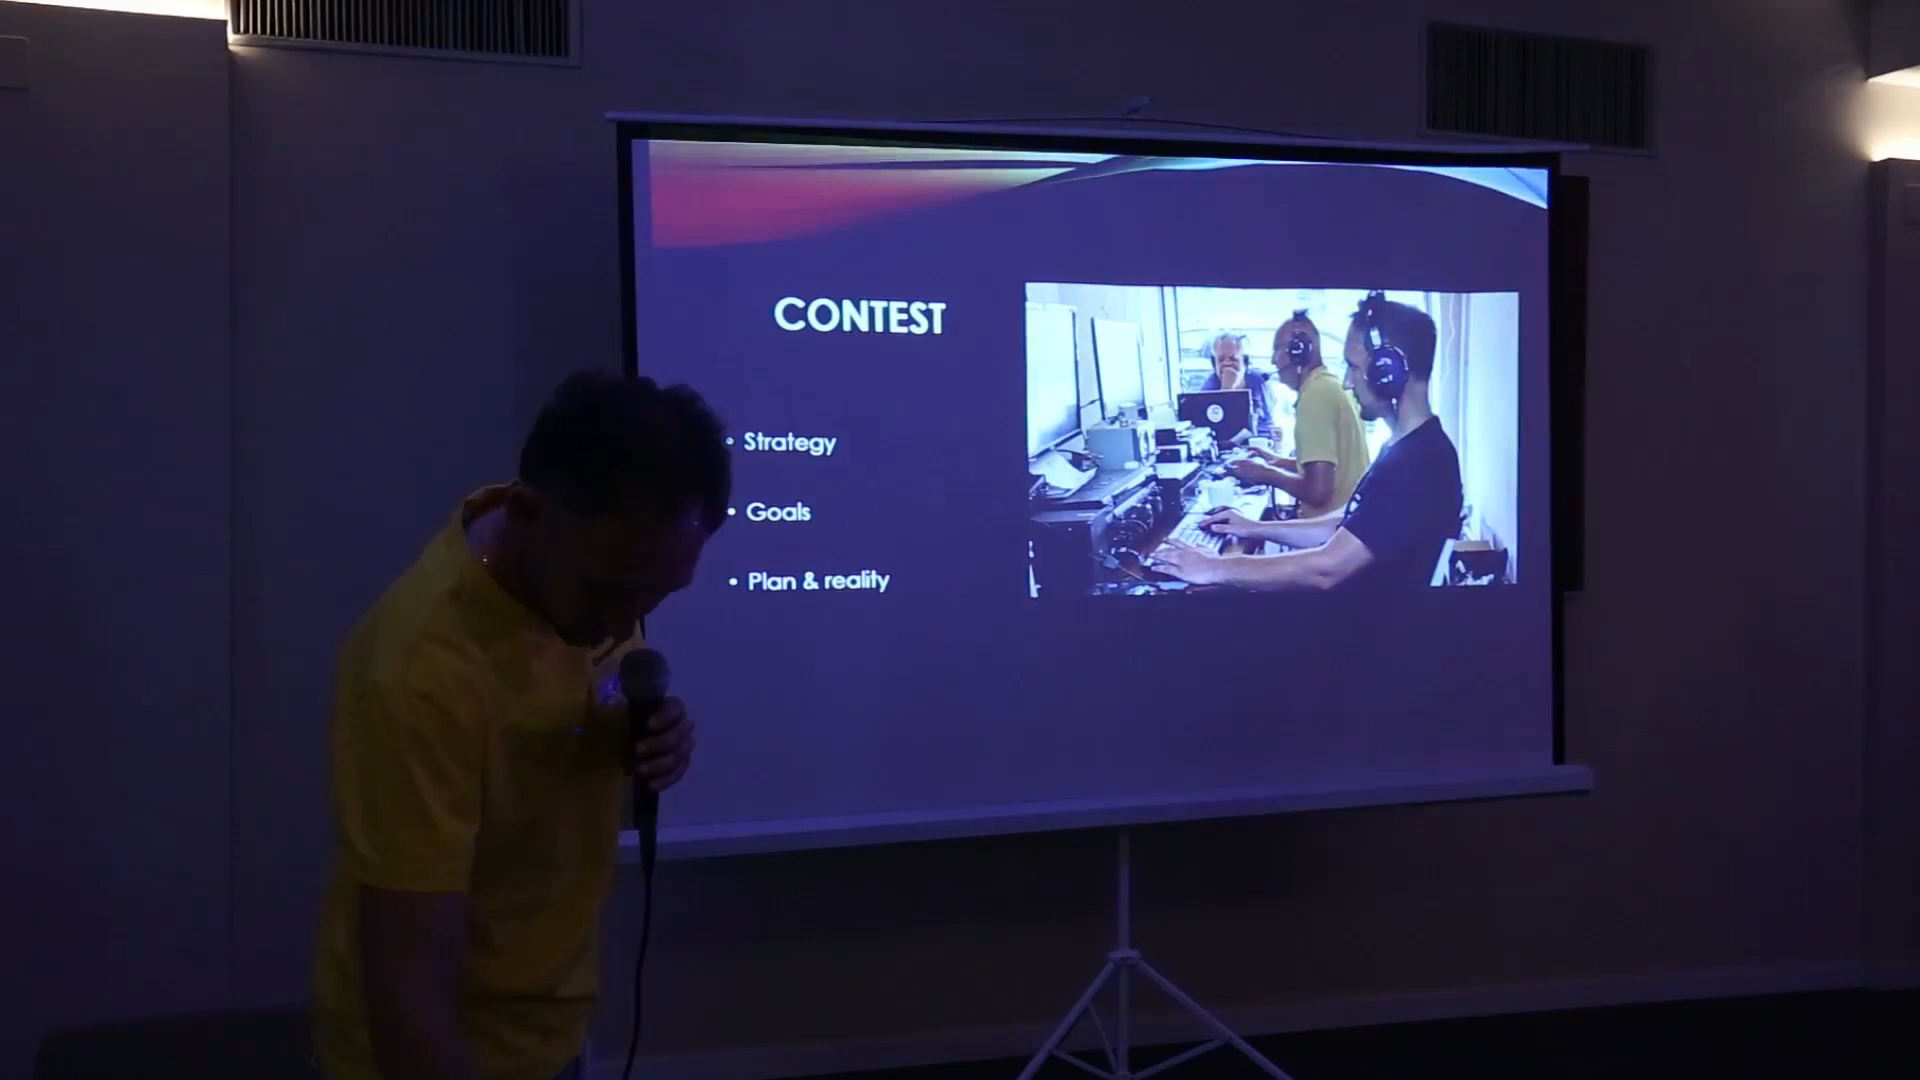 CONTEST
• Strategy
• Goals
• Plan & reality